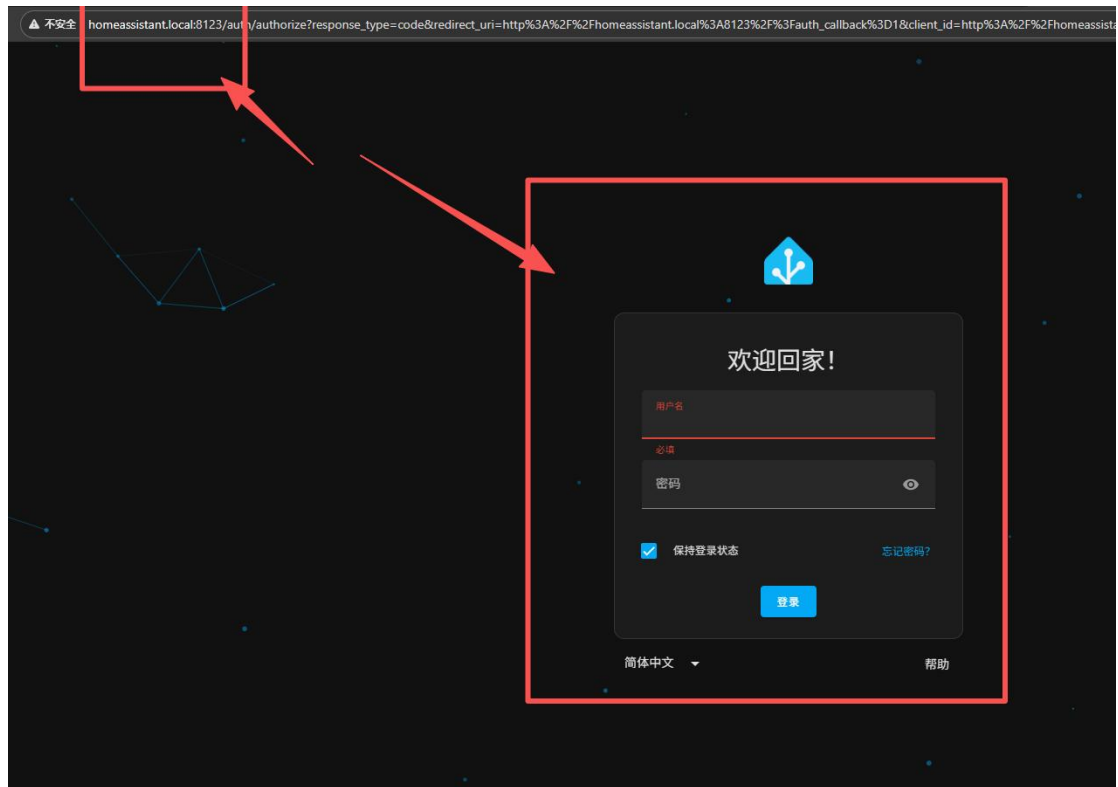 不安全 homeassistant.local:8123/auth/authorize?response_type=code&redirect_uri=http%3A%2F%2Fhomeassistant.local%3A8123%2F%3Fauth_callback%3D1&client_id=http%3A%2F%2Fhomeassista
欢迎回家!
用户名
必填
密码
保持登录状态 忘记密码?
登录
简体中文 帮助